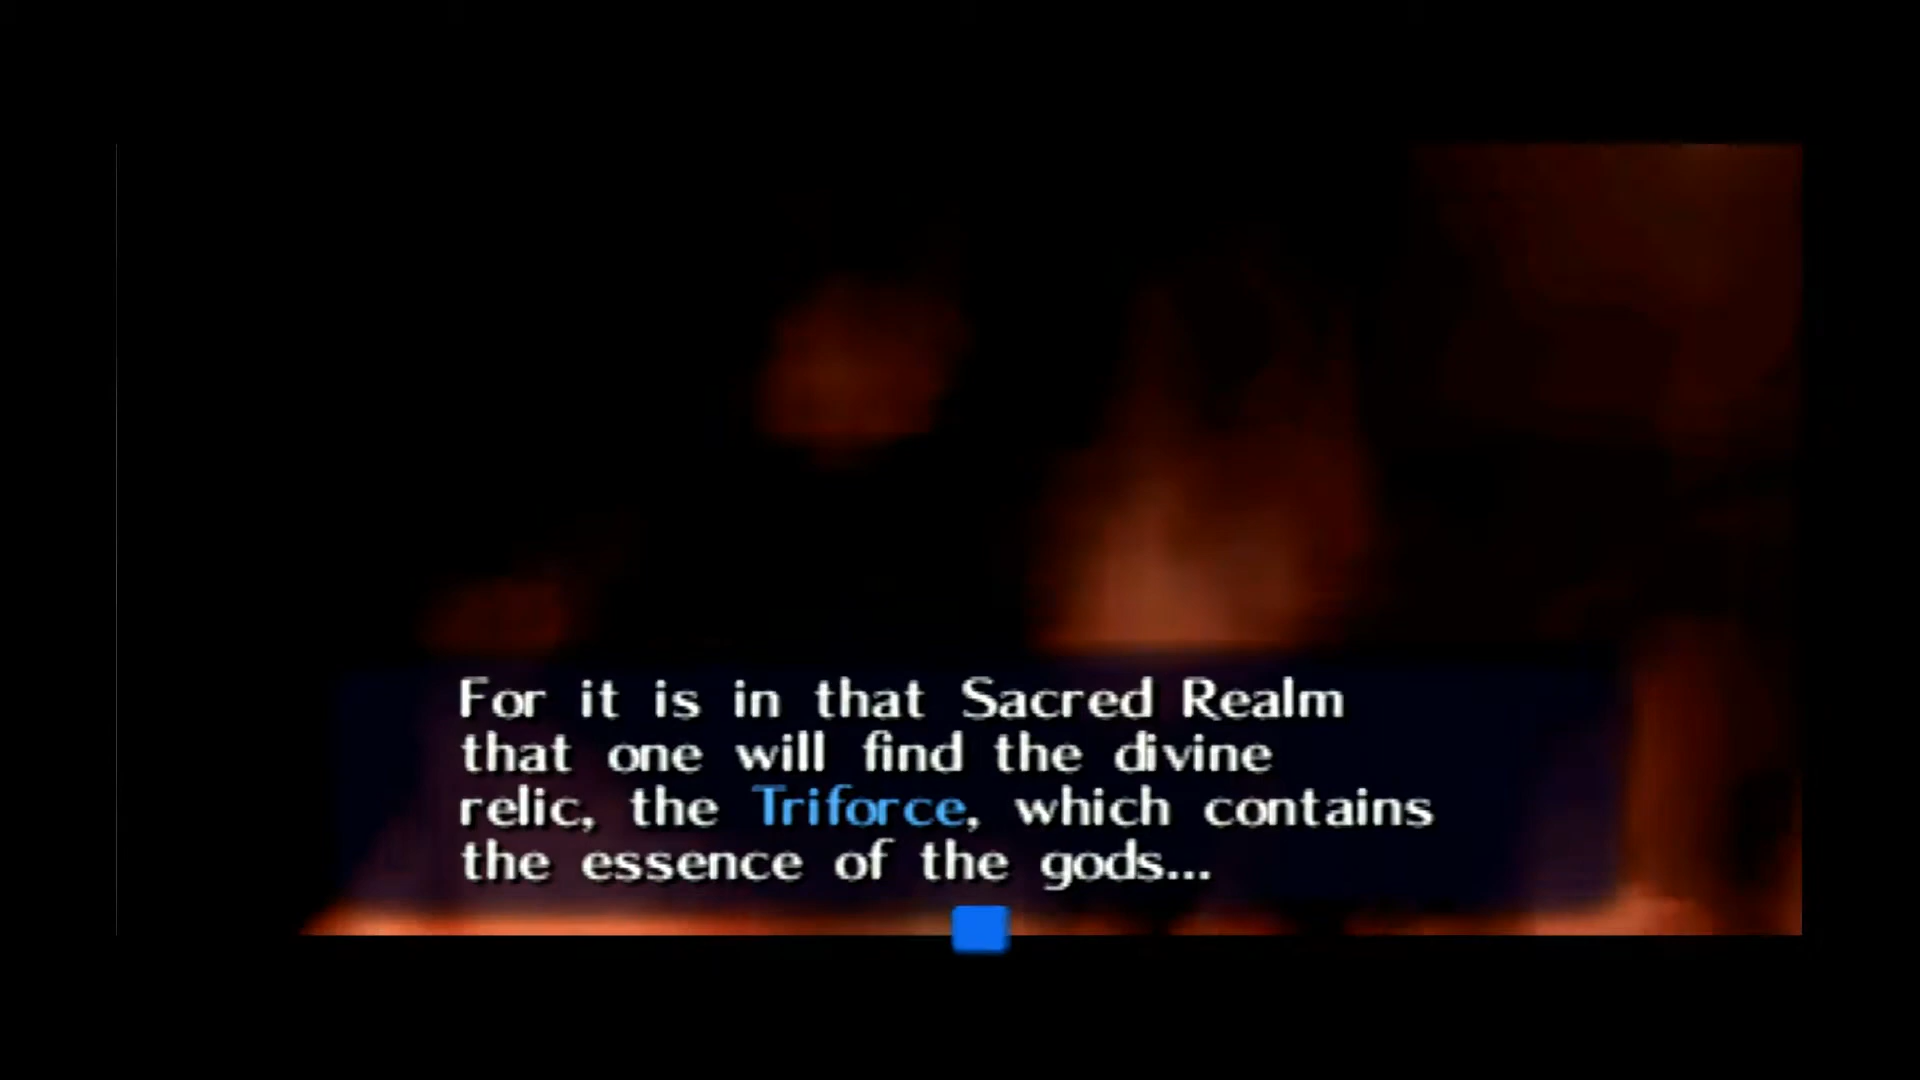 For it is in that Sacred Realm
that one will find the divine
relic, the Triforce, which contains
the essence of the gods...